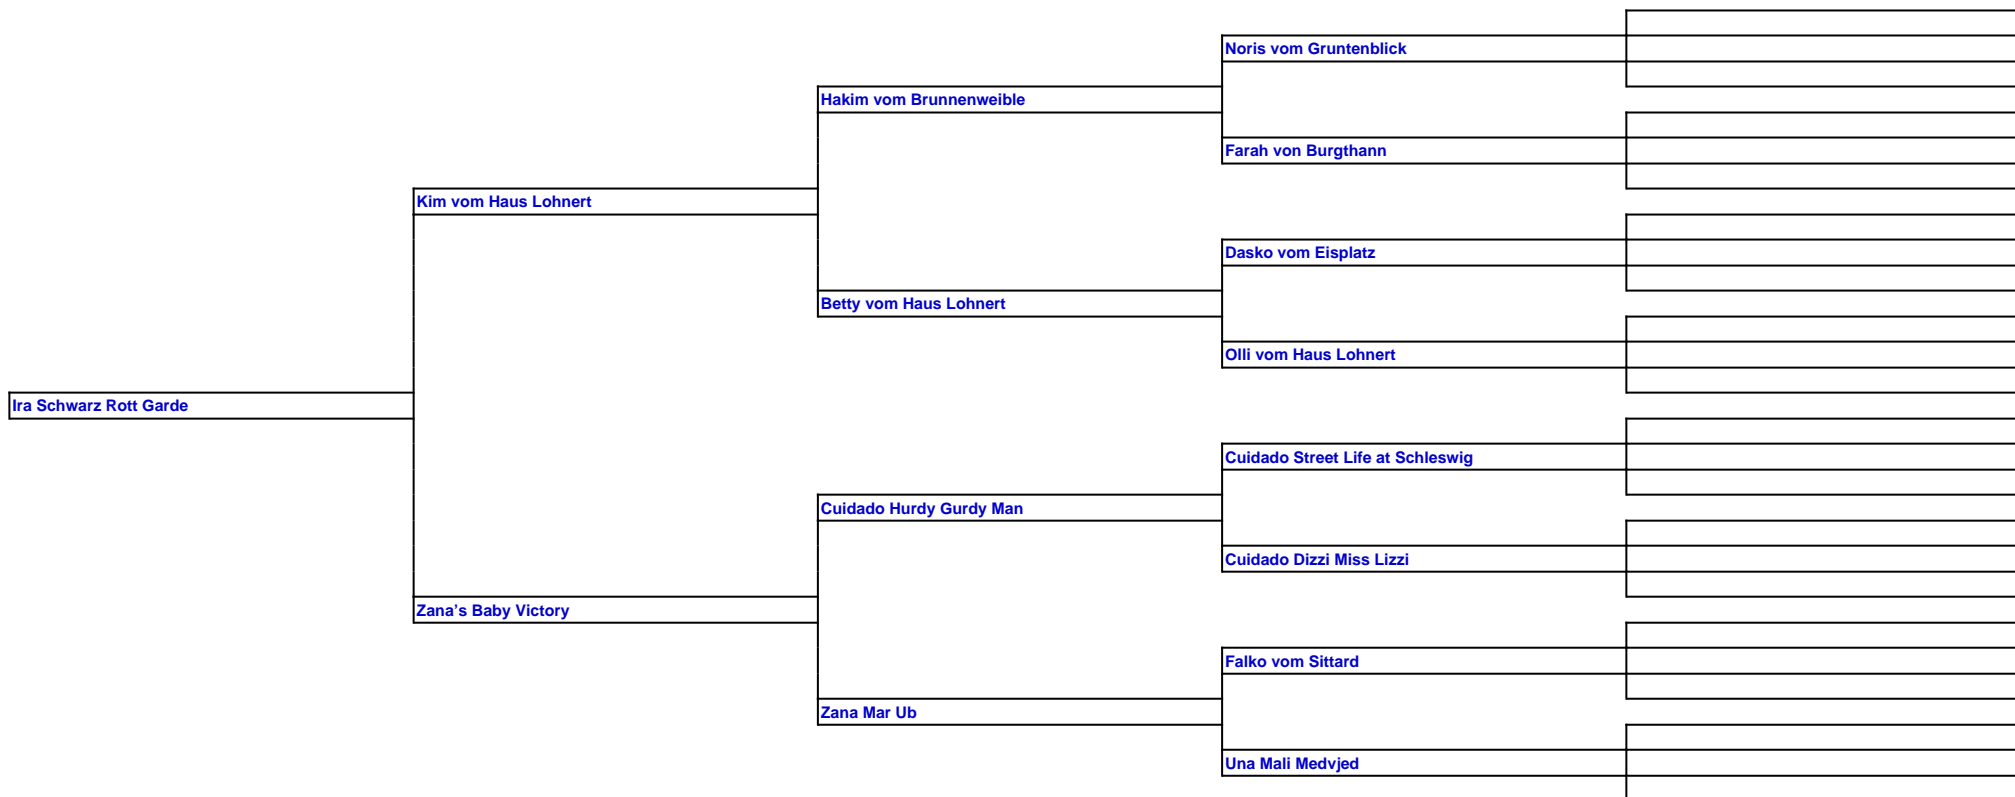 Noris vom Gruntenblick
Hakim vom Brunnenweible
Farah von Burgthann
Kim vom Haus Lohnert
Dasko vom Eisplatz
Betty vom Haus Lohnert
Olli vom Haus Lohnert
Ira Schwarz Rott Garde
Cuidado Street Life at Schleswig
Cuidado Hurdy Gurdy Man
Cuidado Dizzi Miss Lizzi
Zana’s Baby Victory
Falko vom Sittard
Zana Mar Ub
Una Mali Medvjed